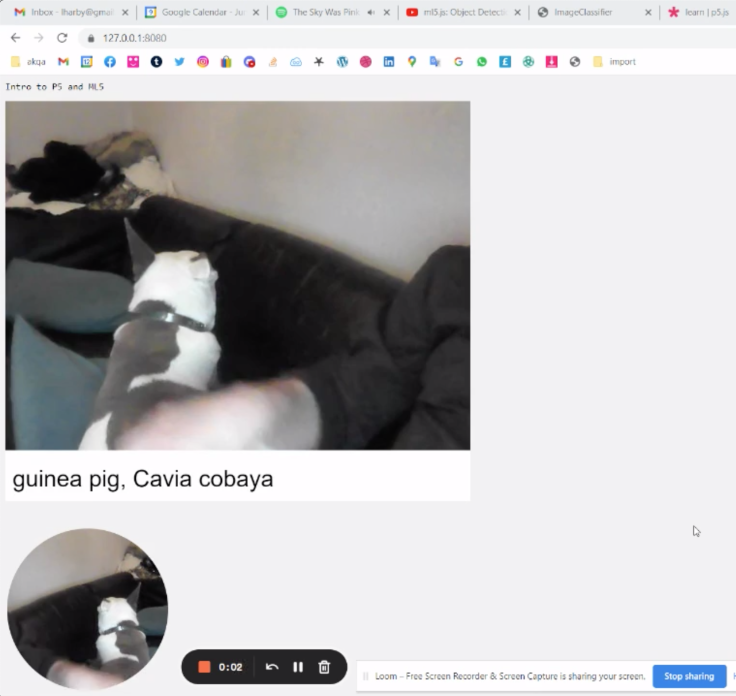 Inbox - lharby@gmai
Google Calendar - Ju
The Sky Was Pink
ml5.js: Object Detecti
ImageClassifier
learn | p5.js
127.0.0.1:8080
akqa
import
Intro to P5 and ML5
guinea pig, Cavia cobaya
0:02
Loom – Free Screen Recorder & Screen Capture is sharing your screen.
Stop sharing